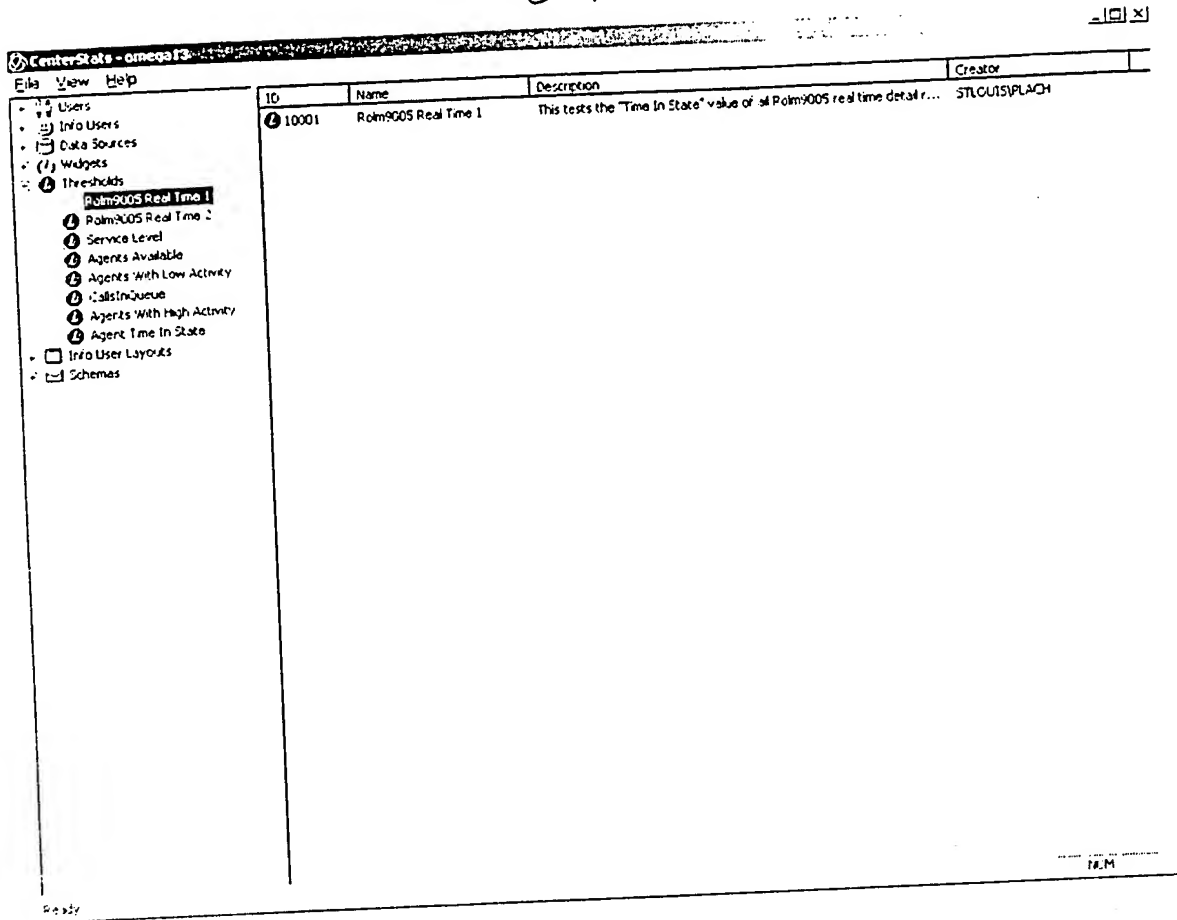 CenterStats - omega13
File View Help
Users
Info Users
Data Sources
Widgets
Thresholds
Rolm9005 Real Time 1
Rolm9005 Real Time 2
Service Level
Agents Available
Agents With Low Activity
CallsInQueue
Agents With High Activity
Agent Time In State
Info User Layouts
Schemas
ID Name Description Creator
10001 Rolm9005 Real Time 1 This tests the "Time In State" value of all Rolm9005 real time detail r... STLOUIS\PLACH
Ready
NUM